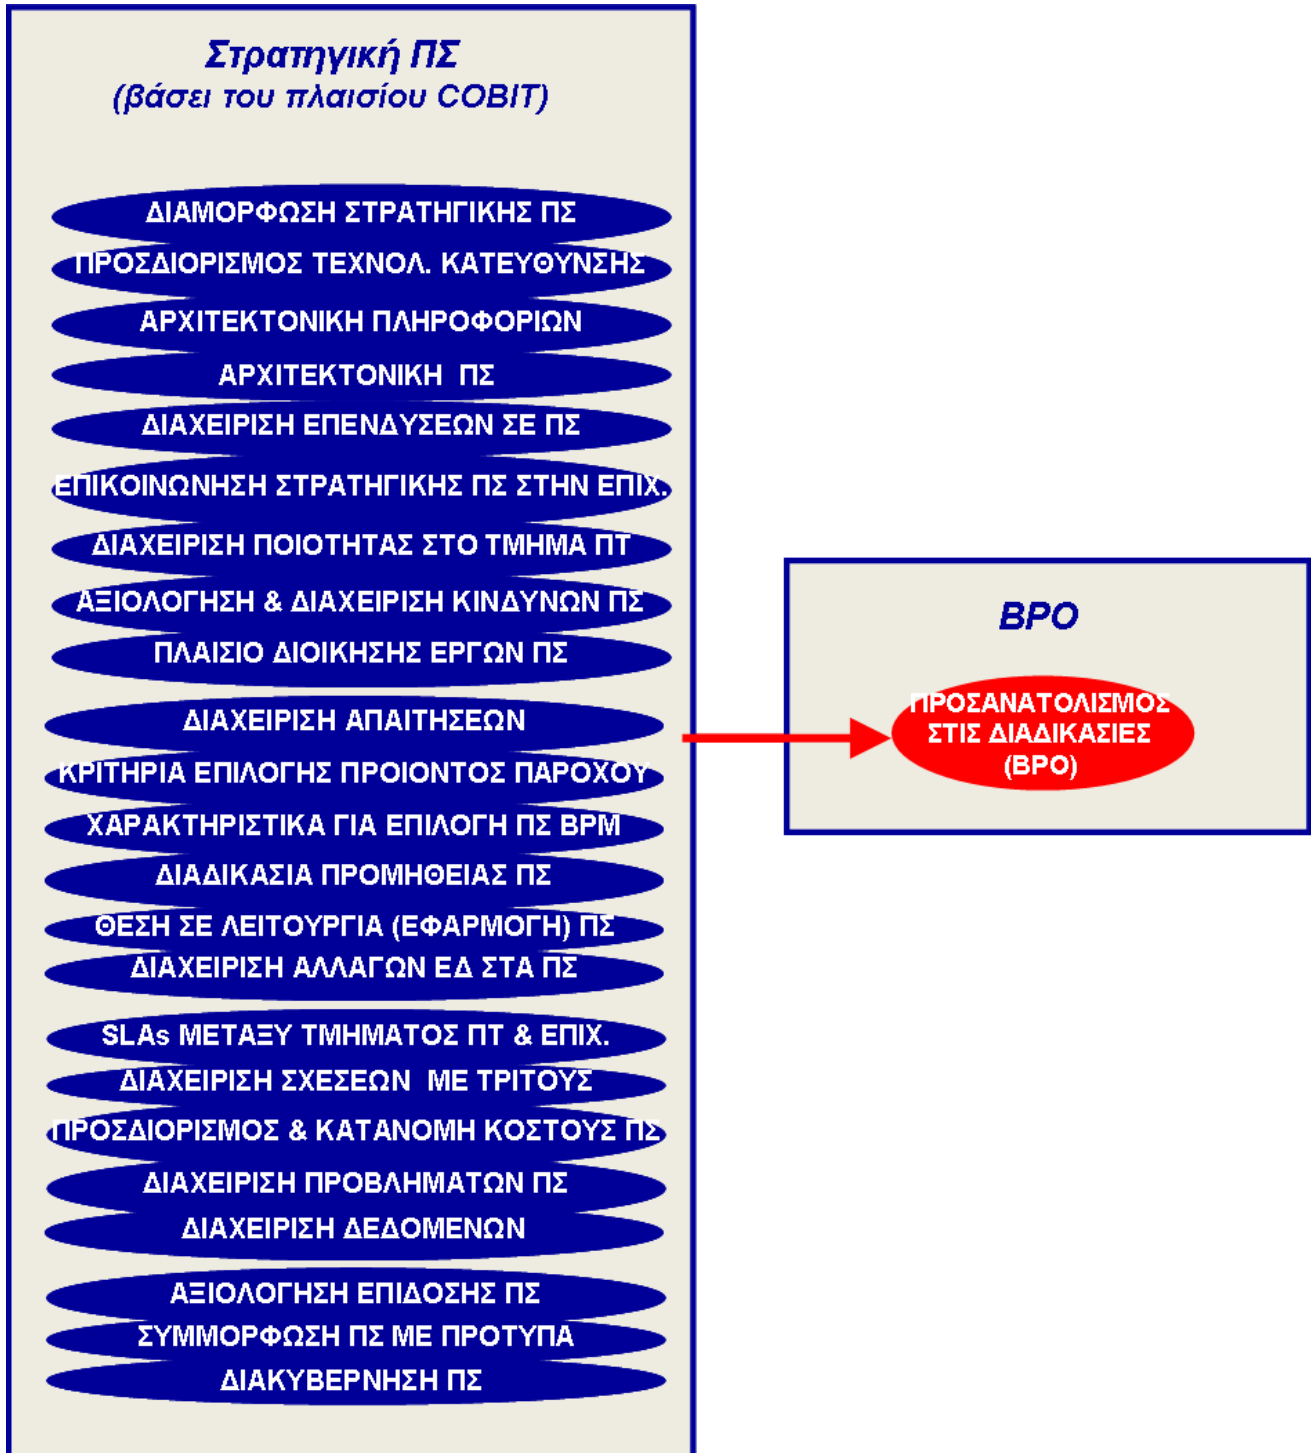 Στρατηγική ΠΣ
(βάσει του πλαισίου COBIT)
ΔΙΑΜΟΡΦΩΣΗ ΣΤΡΑΤΗΓΙΚΗΣ ΠΣ
ΠΡΟΣΔΙΟΡΙΣΜΟΣ ΤΕΧΝΟΛ. ΚΑΤΕΥΘΥΝΣΗΣ
ΑΡΧΙΤΕΚΤΟΝΙΚΗ ΠΛΗΡΟΦΟΡΙΩΝ
ΑΡΧΙΤΕΚΤΟΝΙΚΗ ΠΣ
ΔΙΑΧΕΙΡΙΣΗ ΕΠΕΝΔΥΣΕΩΝ ΣΕ ΠΣ
ΕΠΙΚΟΙΝΩΝΗΣΗ ΣΤΡΑΤΗΓΙΚΗΣ ΠΣ ΣΤΗΝ ΕΠΙΧ.
ΔΙΑΧΕΙΡΙΣΗ ΠΟΙΟΤΗΤΑΣ ΣΤΟ ΤΜΗΜΑ ΠΤ
ΑΞΙΟΛΟΓΗΣΗ & ΔΙΑΧΕΙΡΙΣΗ ΚΙΝΔΥΝΩΝ ΠΣ
ΠΛΑΙΣΙΟ ΔΙΟΙΚΗΣΗΣ ΕΡΓΩΝ ΠΣ
ΔΙΑΧΕΙΡΙΣΗ ΑΠΑΙΤΗΣΕΩΝ
ΚΡΙΤΗΡΙΑ ΕΠΙΛΟΓΗΣ ΠΡΟΙΟΝΤΟΣ ΠΑΡΟΧΟΥ
ΧΑΡΑΚΤΗΡΙΣΤΙΚΑ ΓΙΑ ΕΠΙΛΟΓΗ ΠΣ BPM
ΔΙΑΔΙΚΑΣΙΑ ΠΡΟΜΗΘΕΙΑΣ ΠΣ
ΘΕΣΗ ΣΕ ΛΕΙΤΟΥΡΓΙΑ (ΕΦΑΡΜΟΓΗ) ΠΣ
ΔΙΑΧΕΙΡΙΣΗ ΑΛΛΑΓΩΝ ΕΔ ΣΤΑ ΠΣ
SLAs ΜΕΤΑΞΥ ΤΜΗΜΑΤΟΣ ΠΤ & ΕΠΙΧ.
ΔΙΑΧΕΙΡΙΣΗ ΣΧΕΣΕΩΝ ΜΕ ΤΡΙΤΟΥΣ
ΠΡΟΣΔΙΟΡΙΣΜΟΣ & ΚΑΤΑΝΟΜΗ ΚΟΣΤΟΥΣ ΠΣ
ΔΙΑΧΕΙΡΙΣΗ ΠΡΟΒΛΗΜΑΤΩΝ ΠΣ
ΔΙΑΧΕΙΡΙΣΗ ΔΕΔΟΜΕΝΩΝ
ΑΞΙΟΛΟΓΗΣΗ ΕΠΙΔΟΣΗΣ ΠΣ
ΣΥΜΜΟΡΦΩΣΗ ΠΣ ΜΕ ΠΡΟΤΥΠΑ
ΔΙΑΚΥΒΕΡΝΗΣΗ ΠΣ
BPO
ΠΡΟΣΑΝΑΤΟΛΙΣΜΟΣ
ΣΤΙΣ ΔΙΑΔΙΚΑΣΙΕΣ
(BPO)